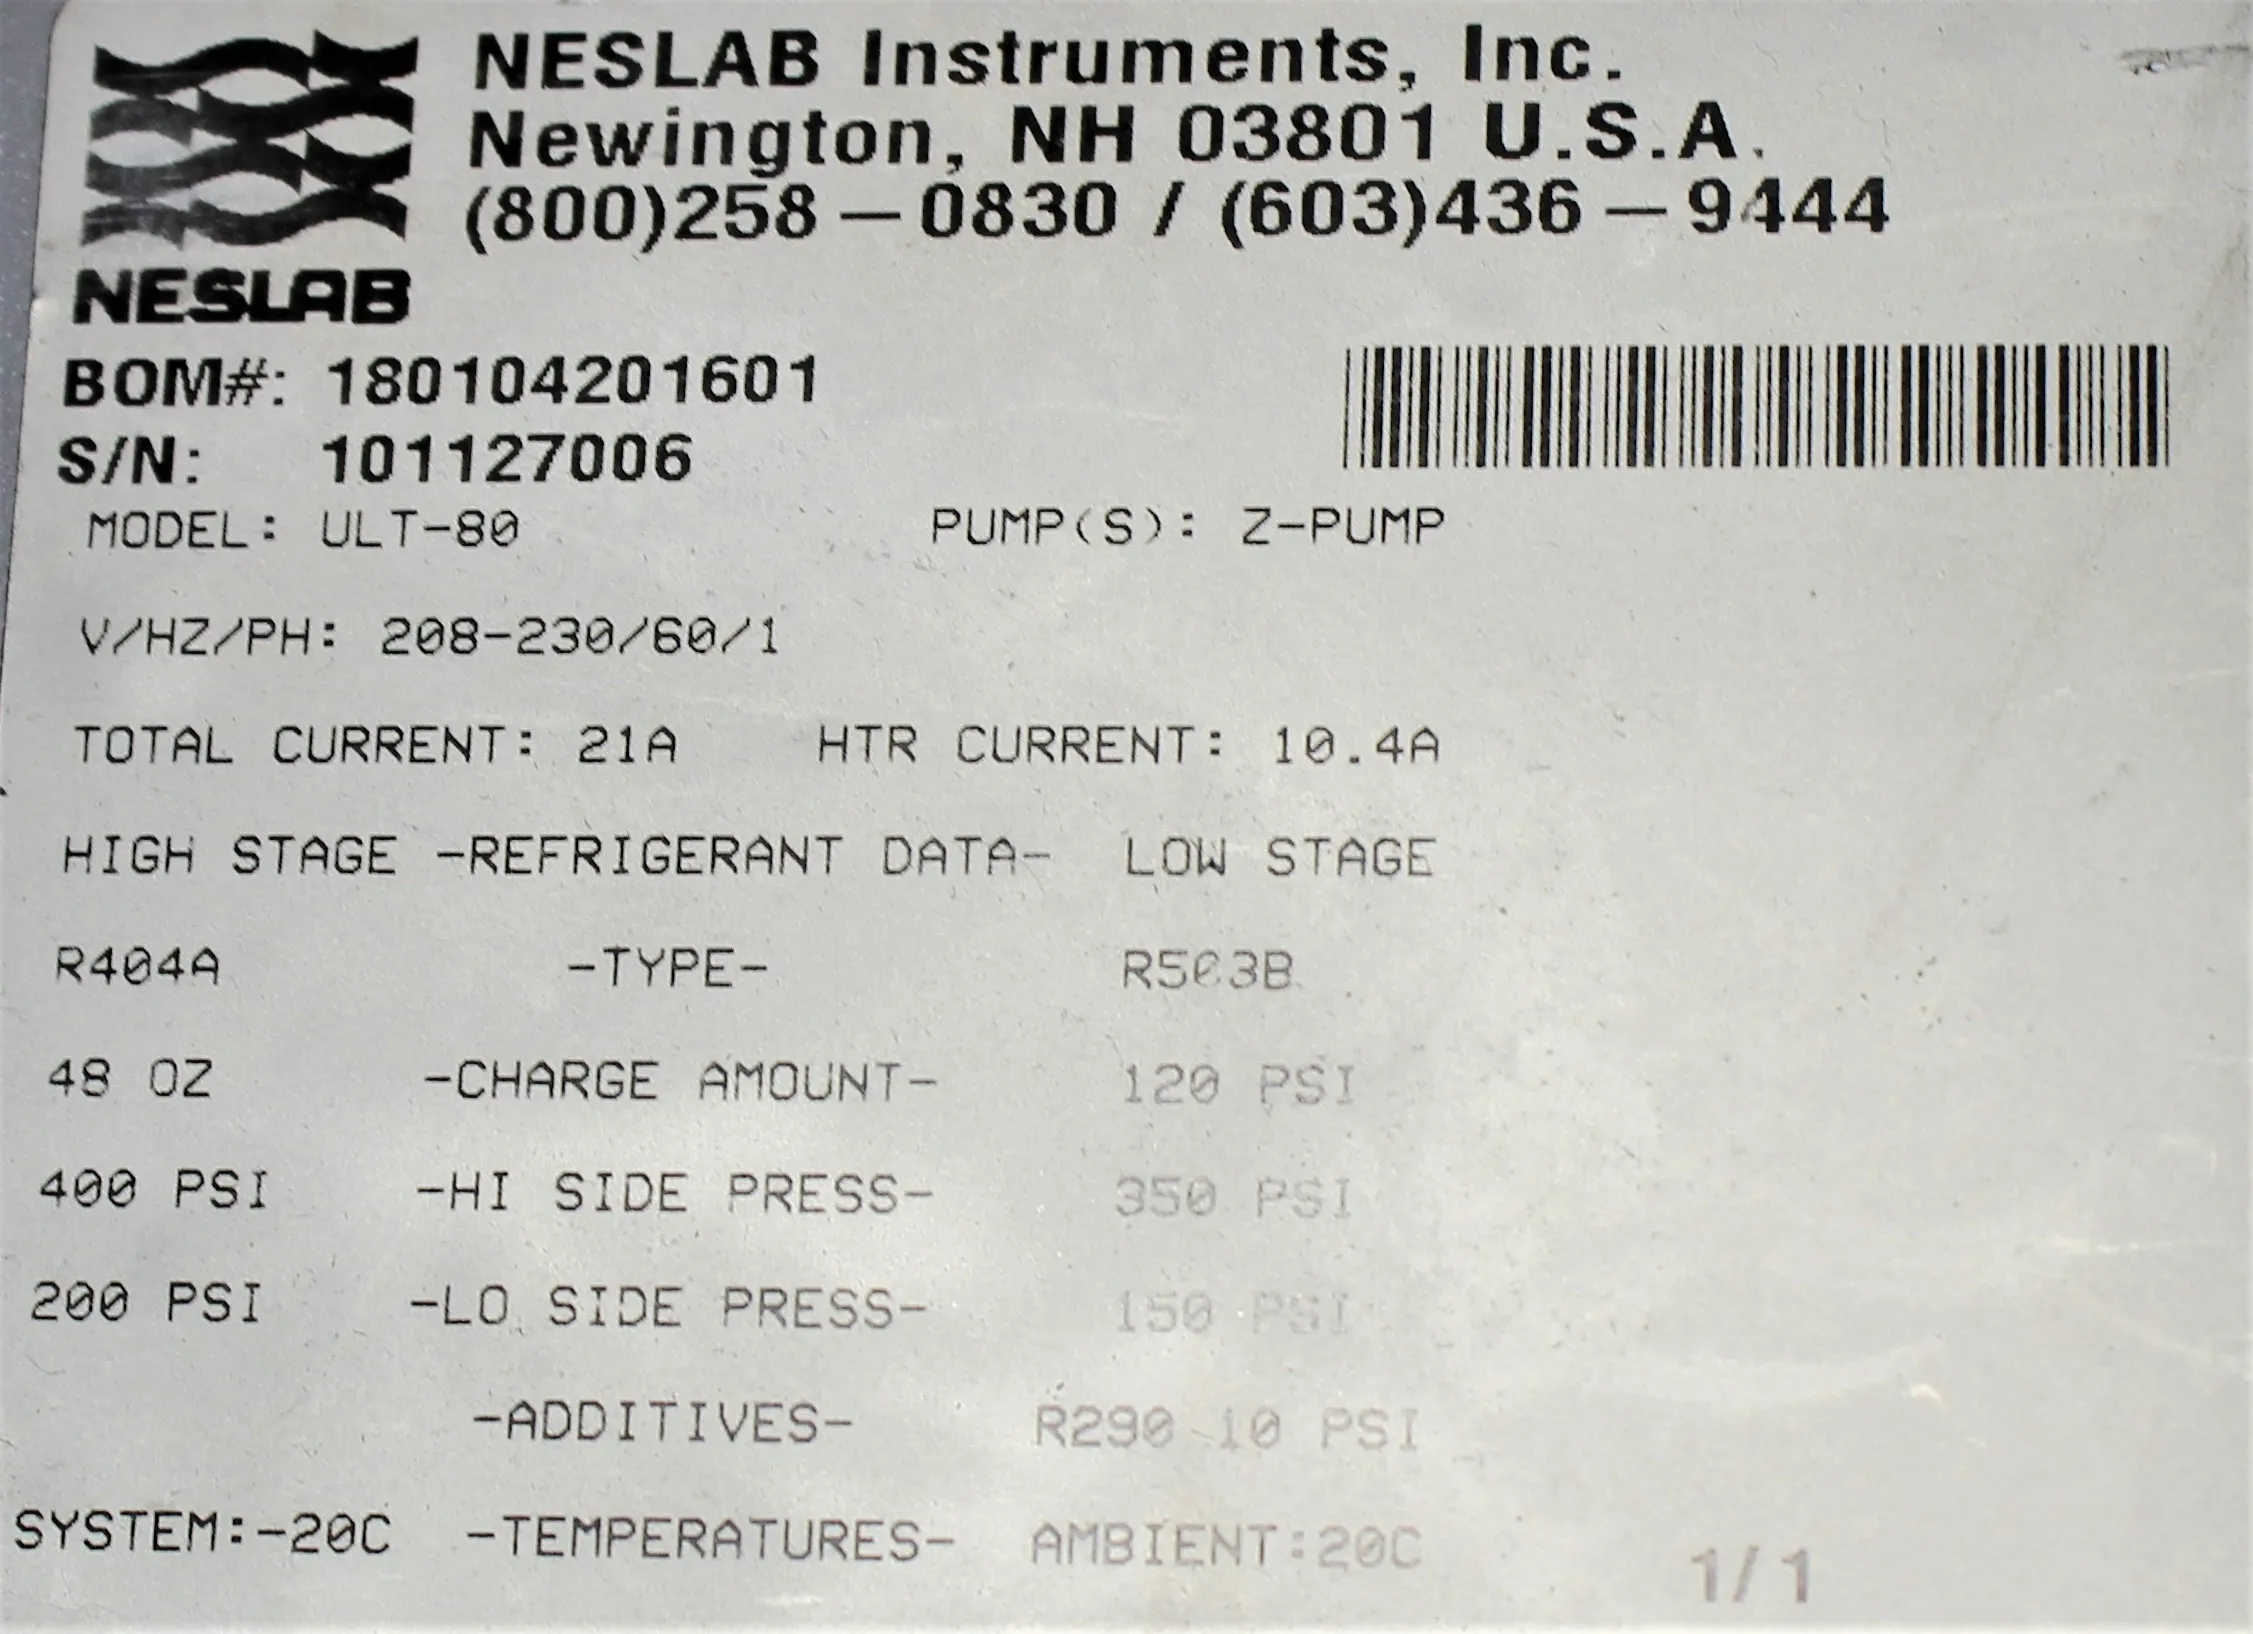 NESLAB Instruments, Inc.
Newington, NH 03801 U.S.A.
(800)258-0830 / (603)436-9444
NESLAB
BOM#: 180104201601
S/N: 101127006
MODEL: ULT-80 PUMP(S): Z-PUMP
V/HZ/PH: 208-230/60/1
TOTAL CURRENT: 21A HTR CURRENT: 10.4A
HIGH STAGE -REFRIGERANT DATA- LOW STAGE
R404A -TYPE- R503B
48 OZ -CHARGE AMOUNT- 120 PSI
400 PSI -HI SIDE PRESS- 350 PSI
200 PSI -LO SIDE PRESS- 150 PSI
-ADDITIVES- R290 10 PSI
SYSTEM:-20C -TEMPERATURES- AMBIENT:20C
1/1